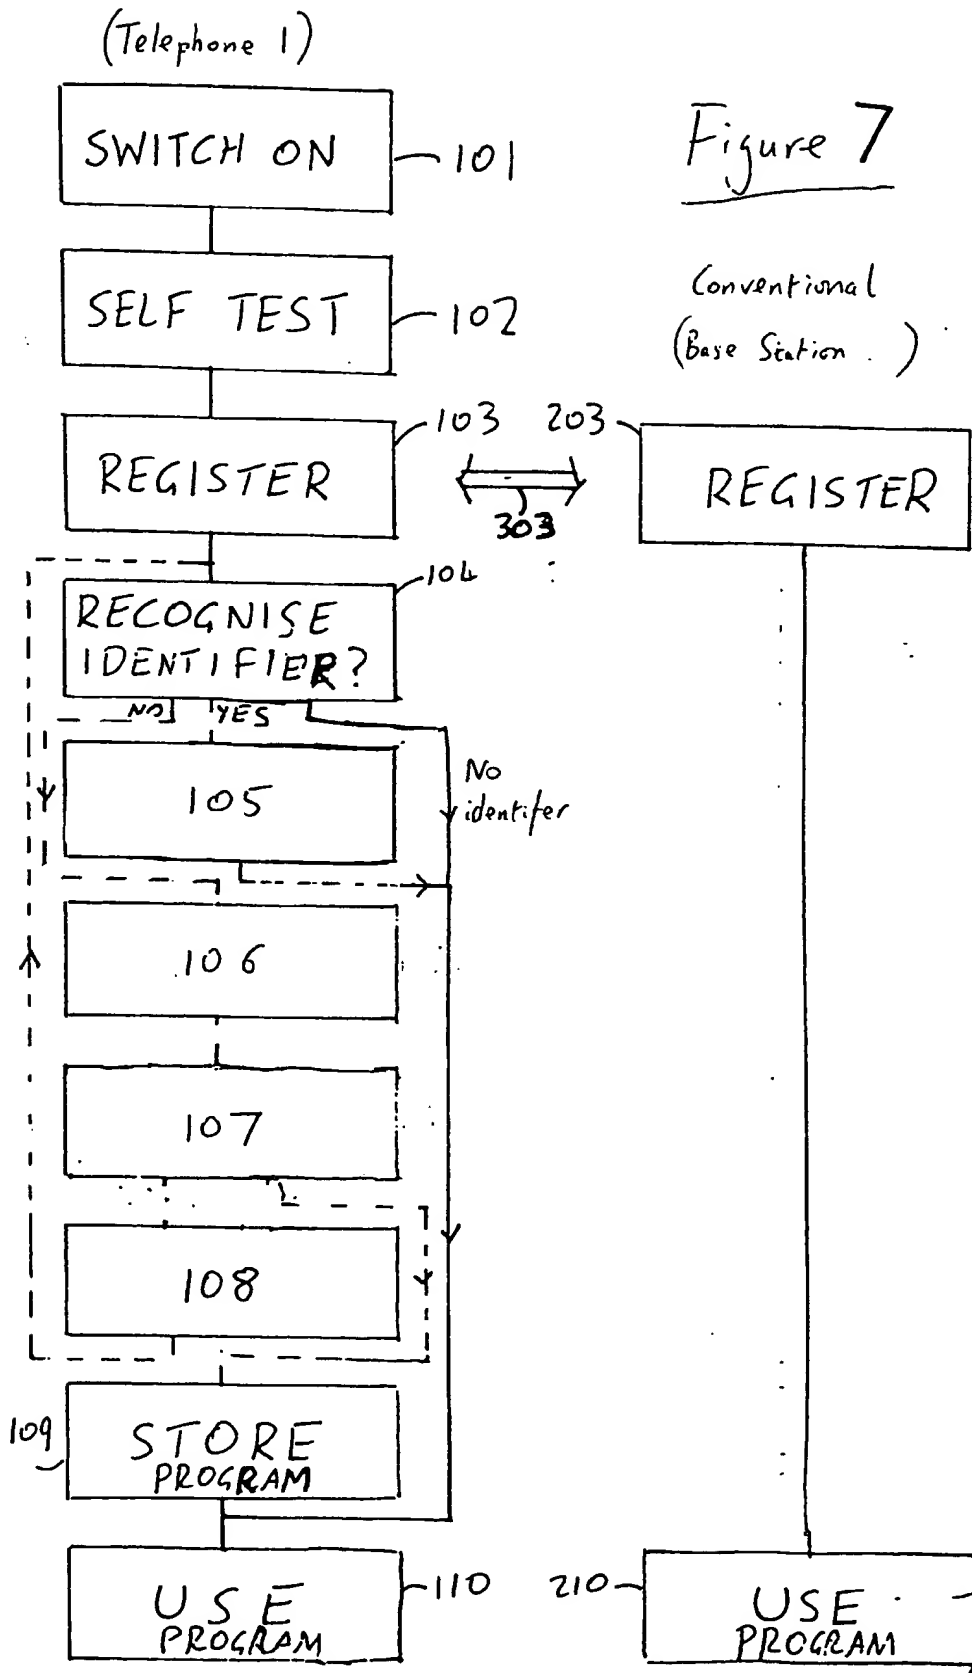 (Telephone 1)
Figure 7
SWITCH ON
101
SELF TEST
102
Conventional
(Base Station )
REGISTER
103
203
REGISTER
303
104
RECOGNISE
IDENTIFIER?
NO
YES
105
No
identifer
106
107
108
109
STORE
PROGRAM
USE
PROGRAM
110
210
USE
PROGRAM